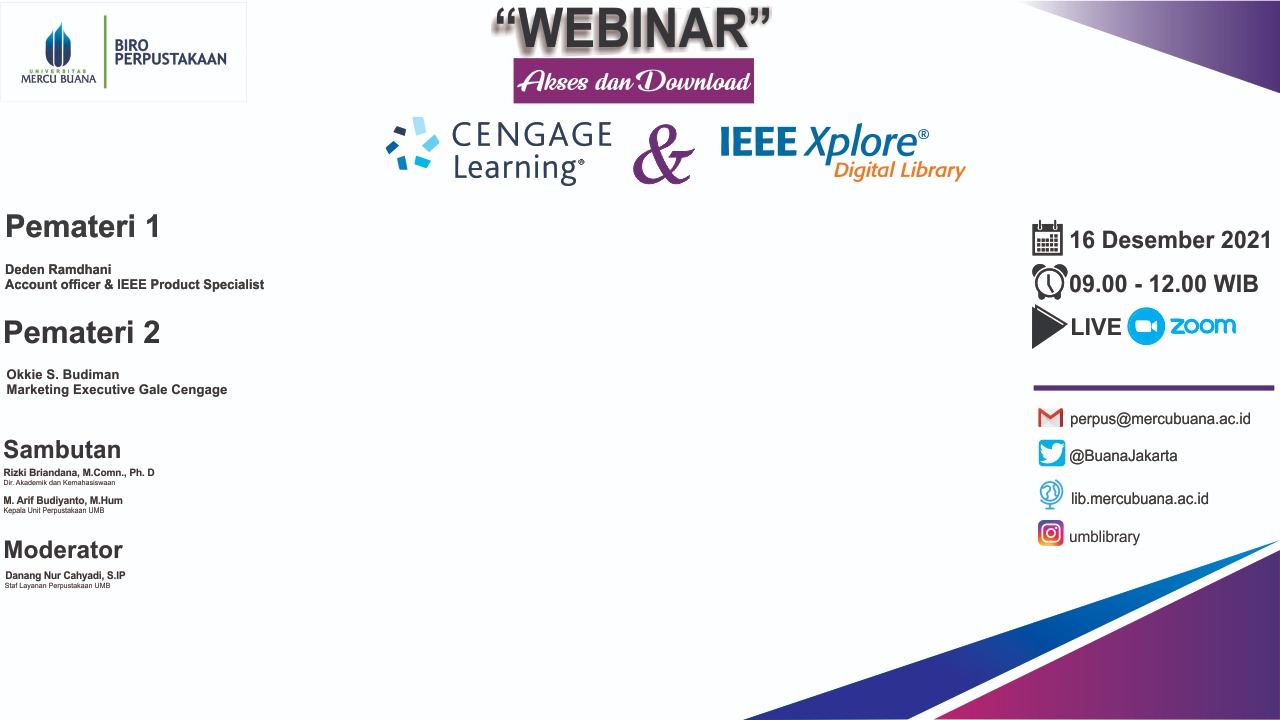 UNIVERSITAS
MERCU BUANA
BIRO
PERPUSTAKAAN
“WEBINAR”
Akses dan Download
CENGAGE
Learning®
&
IEEE Xplore®
Digital Library
Pemateri 1
Deden Ramdhani
Account officer & IEEE Product Specialist
Pemateri 2
Okkie S. Budiman
Marketing Executive Gale Cengage
Sambutan
Rizki Briandana, M.Comn., Ph. D
Dir. Akademik dan Kemahasiswaan
M. Arif Budiyanto, M.Hum
Kepala Unit Perpustakaan UMB
Moderator
Danang Nur Cahyadi, S.IP
Staf Layanan Perpustakaan UMB
16 Desember 2021
09.00 - 12.00 WIB
LIVE zoom
perpus@mercubuana.ac.id
@BuanaJakarta
lib.mercubuana.ac.id
umblibrary